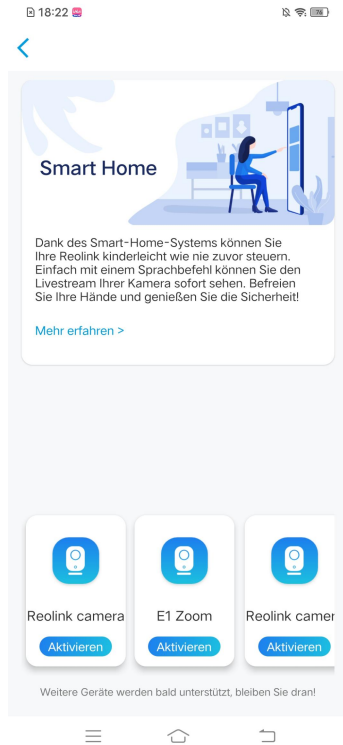 18:22
76
Smart Home
Dank des Smart-Home-Systems können Sie
Ihre Reolink kinderleicht wie nie zuvor steuern.
Einfach mit einem Sprachbefehl können Sie den
Livestream Ihrer Kamera sofort sehen. Befreien
Sie Ihre Hände und genießen Sie die Sicherheit!
Mehr erfahren >
Reolink camera
E1 Zoom
Reolink camer
Aktivieren
Aktivieren
Aktivieren
Weitere Geräte werden bald unterstützt, bleiben Sie dran!